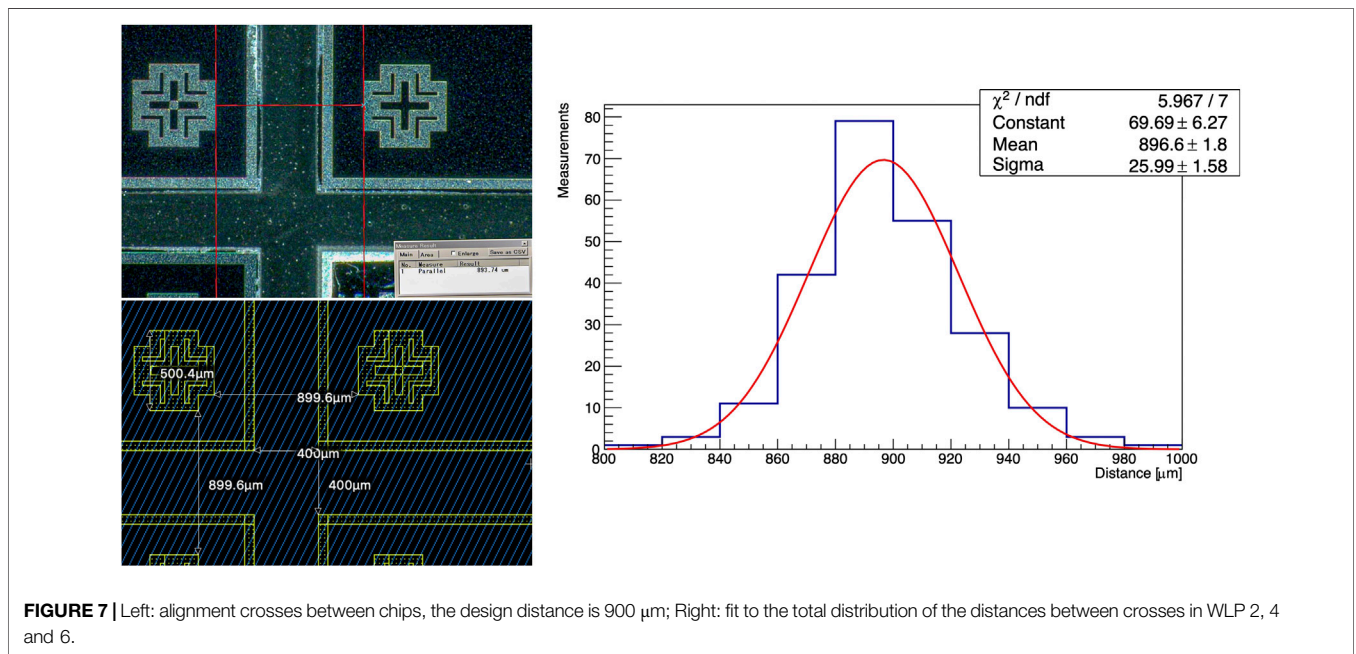 Measure Result
Main Area Enlarge Save as CSV
No. Measure Result
1 Parallel 893.74 um
500.4μm
899.6μm
400μm
899.6μm
400μm
Measurements
80
70
60
50
40
30
20
10
0
800 820 840 860 880 900 920 940 960 980 1000
Distance [μm]
χ² / ndf 5.967 / 7
Constant 69.69 ± 6.27
Mean 896.6 ± 1.8
Sigma 25.99 ± 1.58
FIGURE 7 | Left: alignment crosses between chips, the design distance is 900 μm; Right: fit to the total distribution of the distances between crosses in WLP 2, 4
and 6.